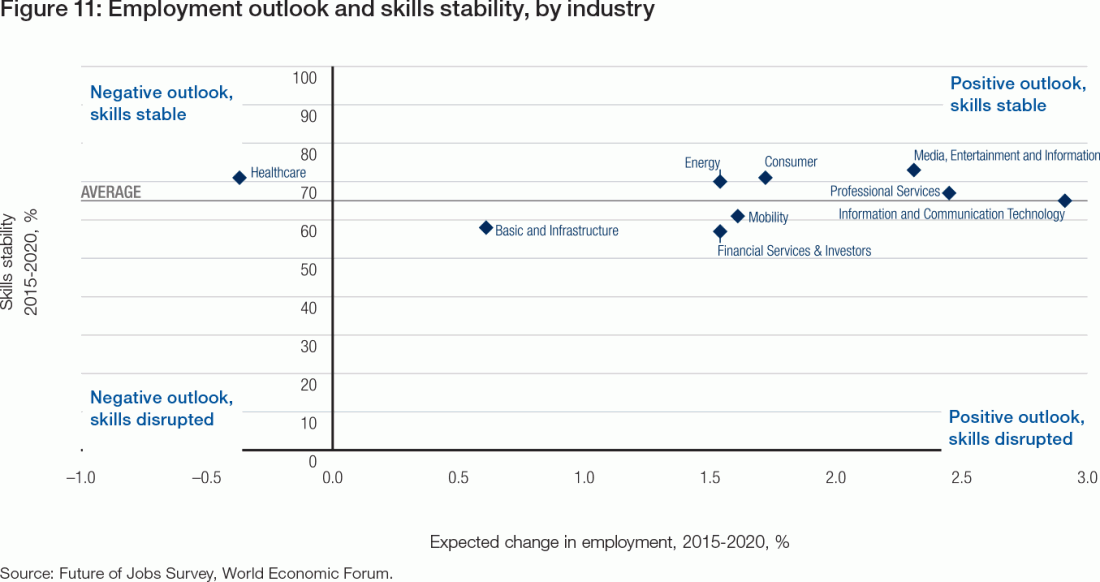 Figure 11: Employment outlook and skills stability, by industry
Negative outlook,
skills stable
Positive outlook,
skills stable
100
90
80
70
60
50
40
30
20
10
0
Healthcare
AVERAGE
Energy
Consumer
Media, Entertainment and Information
Professional Services
Information and Communication Technology
Mobility
Basic and Infrastructure
Financial Services & Investors
Skills stability
2015-2020, %
Negative outlook,
skills disrupted
Positive outlook,
skills disrupted
–1.0 –0.5 0.0 0.5 1.0 1.5 2.0 2.5 3.0
Expected change in employment, 2015-2020, %
Source: Future of Jobs Survey, World Economic Forum.